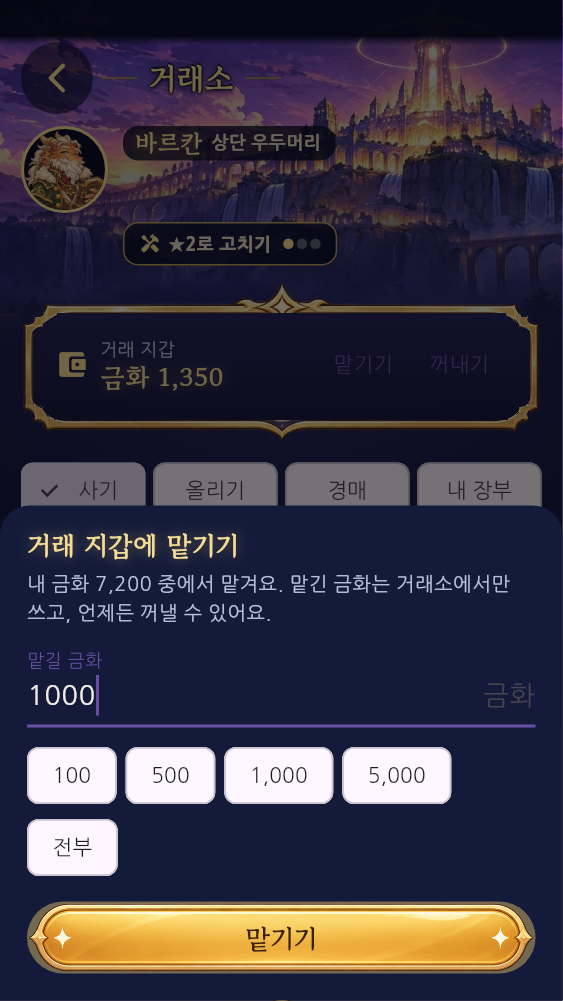 거래소
바르칸 상단 우두머리
★2로 고치기
거래 지갑
금화 1,350
맡기기 꺼내기
사기 올리기 경매 내 장부
거래 지갑에 맡기기
내 금화 7,200 중에서 맡겨요. 맡긴 금화는 거래소에서만
쓰고, 언제든 꺼낼 수 있어요.
맡길 금화
1000 금화
100 500 1,000 5,000
전부
맡기기